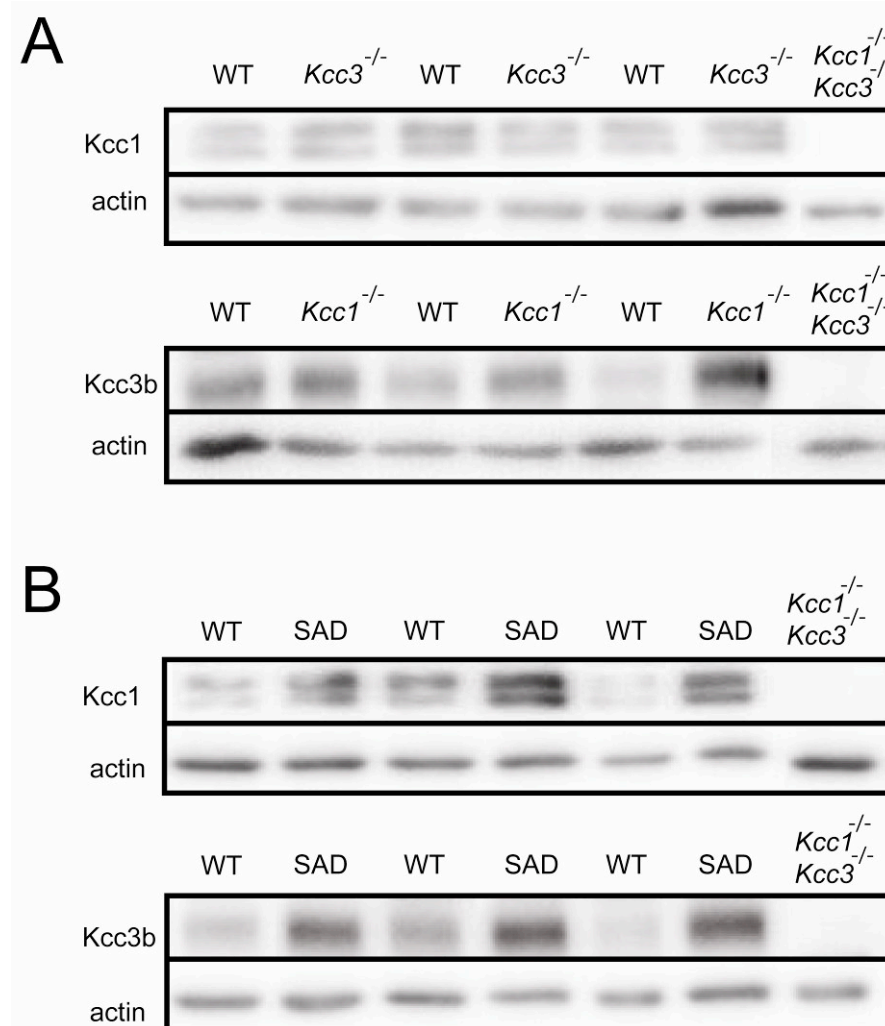 A
WT Kcc3-/- WT Kcc3-/- WT Kcc3-/- Kcc1-/- Kcc3-/-
Kcc1
actin
WT Kcc1-/- WT Kcc1-/- WT Kcc1-/- Kcc1-/- Kcc3-/-
Kcc3b
actin
B
WT SAD WT SAD WT SAD Kcc1-/- Kcc3-/-
Kcc1
actin
WT SAD WT SAD WT SAD Kcc1-/- Kcc3-/-
Kcc3b
actin